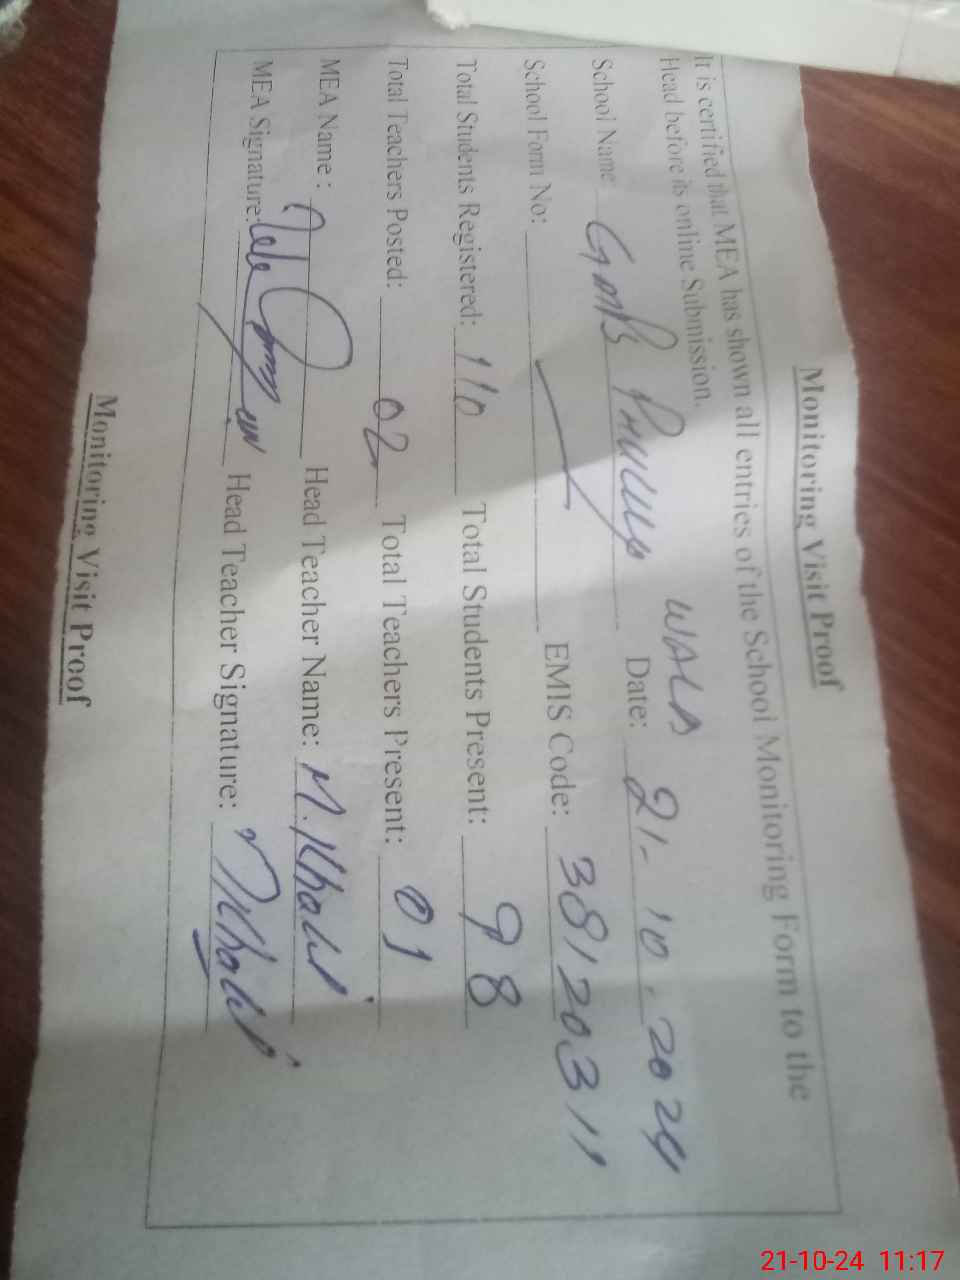 Monitoring Visit Proof
It is certified that MEA has shown all entries of the School Monitoring Form to the
Head before its online Submission.
School Name WALA Date: 21-10-2024
School Form No: EMIS Code: 38120311
Total Students Registered: 110 Total Students Present: 98
Total Teachers Posted: 02 Total Teachers Present: 01
MEA Name: Head Teacher Name: M. Khalil
MEA Signature: Head Teacher Signature: Khalil
Monitoring Visit Proof
21-10-24 11:17